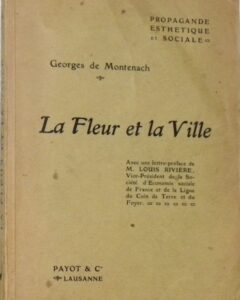 PROPAGANDE
ESTHETIQUE
ET SOCIALE
Georges de Montenach
La Fleur et la Ville
Avec une lettre-préface de
M. LOUIS RIVIÈRE,
Vice-Président de la So-
ciété d'Economie sociale
de France et de la Ligue
du Coin de Terre et du
Foyer.
PAYOT & Cie
LAUSANNE